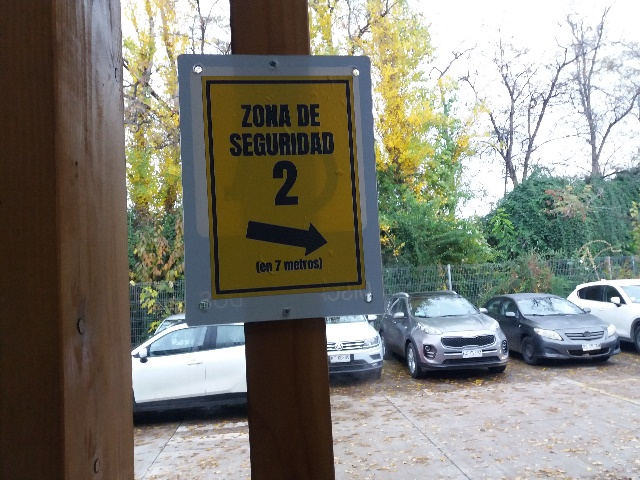 ZONA DE
SEGURIDAD
2
(en 7 metros)